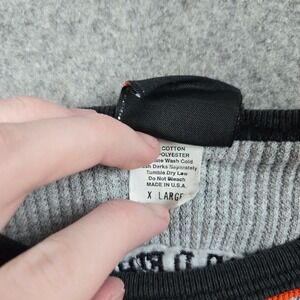 COTTON
POLYESTER
Wash Cold
Darks Separately
Tumble Dry Low
Do Not Bleach
MADE IN U.S.A.
X LARGE